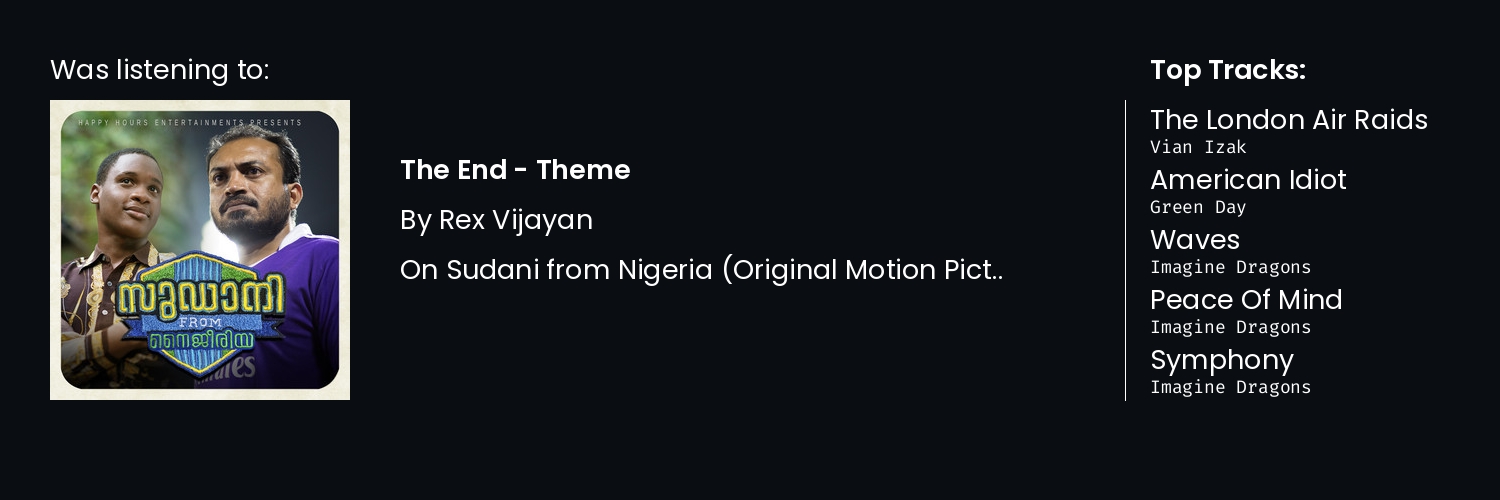 Was listening to:
HAPPY HOURS ENTERTAINMENTS PRESENTS
സുഡാനി
FROM
നൈജീരിയ
The End - Theme
By Rex Vijayan
On Sudani from Nigeria (Original Motion Pict..
Top Tracks:
The London Air Raids
Vian Izak
American Idiot
Green Day
Waves
Imagine Dragons
Peace Of Mind
Imagine Dragons
Symphony
Imagine Dragons